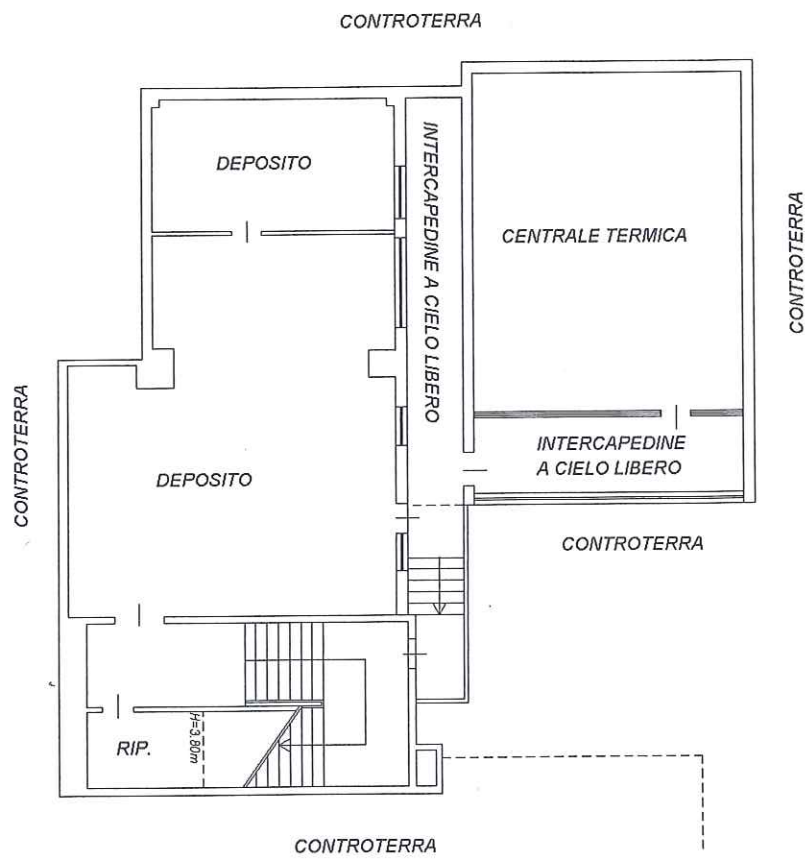 CONTROTERRA
DEPOSITO
INTERCAPEDINE A CIELO LIBERO
CENTRALE TERMICA
CONTROTERRA
CONTROTERRA
INTERCAPEDINE
A CIELO LIBERO
DEPOSITO
CONTROTERRA
RIP.
H=3.80m
CONTROTERRA